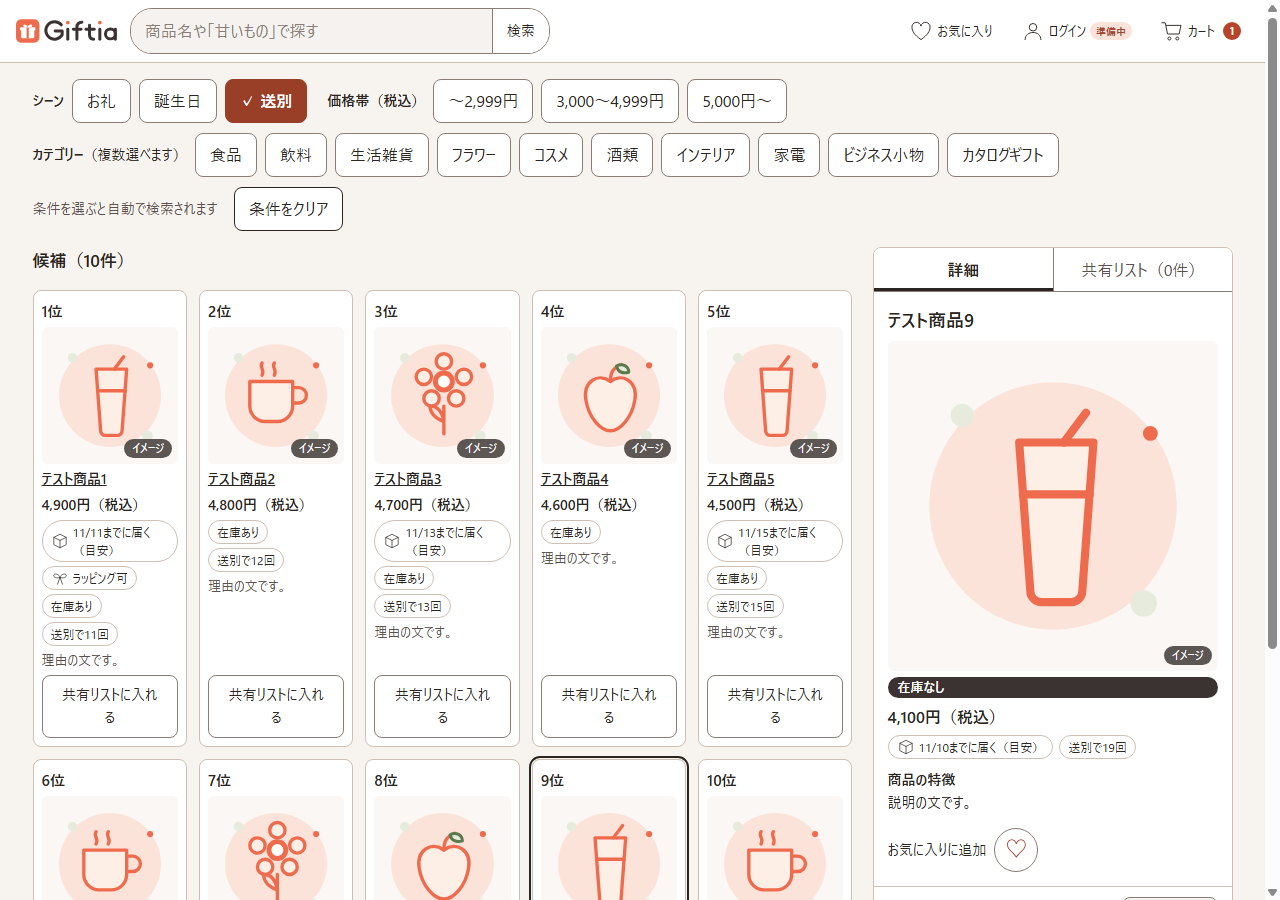 Giftia
商品名や「甘いもの」で探す
検索
お気に入り
ログイン 準備中
カート 1
シーン お礼 誕生日 ✓ 送別 価格帯（税込） 〜2,999円 3,000〜4,999円 5,000円〜
カテゴリー（複数選べます） 食品 飲料 生活雑貨 フラワー コスメ 酒類 インテリア 家電 ビジネス小物 カタログギフト
条件を選ぶと自動で検索されます 条件をクリア
候補（10件）
1位
イメージ
テスト商品1
4,900円（税込）
11/11までに届く
（目安）
ラッピング可
在庫あり
送別で11回
理由の文です。
共有リストに入れ
る
2位
イメージ
テスト商品2
4,800円（税込）
在庫あり
送別で12回
理由の文です。
共有リストに入れ
る
3位
イメージ
テスト商品3
4,700円（税込）
11/13までに届く
（目安）
在庫あり
送別で13回
理由の文です。
共有リストに入れ
る
4位
イメージ
テスト商品4
4,600円（税込）
在庫あり
理由の文です。
共有リストに入れ
る
5位
イメージ
テスト商品5
4,500円（税込）
11/15までに届く
（目安）
在庫あり
送別で15回
理由の文です。
共有リストに入れ
る
6位
7位
8位
9位
10位
詳細
共有リスト（0件）
テスト商品9
イメージ
在庫なし
4,100円（税込）
11/10までに届く（目安） 送別で19回
商品の特徴
説明の文です。
お気に入りに追加